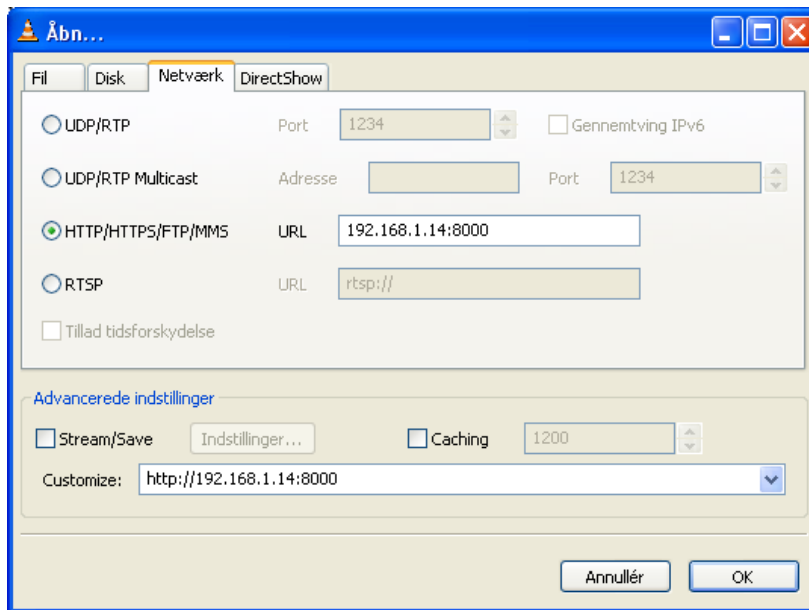 Åbn...
Fil Disk Netværk DirectShow
UDP/RTP Port 1234 Gennemtving IPv6
UDP/RTP Multicast Adresse Port 1234
HTTP/HTTPS/FTP/MMS URL 192.168.1.14:8000
RTSP URL rtsp://
Tillad tidsforskydelse
Advancerede indstillinger
Stream/Save Indstillinger... Caching 1200
Customize: http://192.168.1.14:8000
Annullér OK